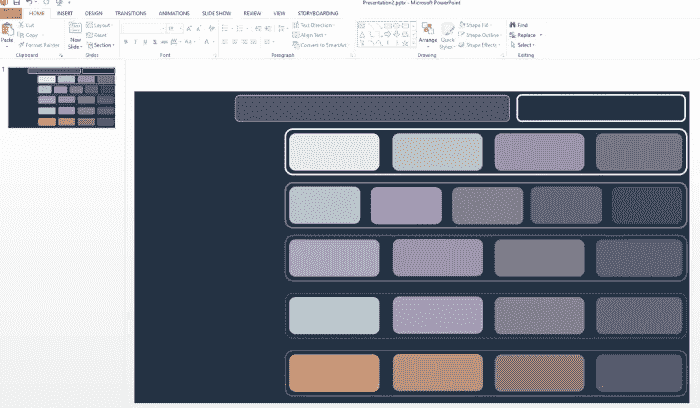 Presentation2.pptx - Microsoft PowerPoint
HOME INSERT DESIGN TRANSITIONS ANIMATIONS SLIDE SHOW REVIEW VIEW STORYBOARDING
Cut
Copy
Format Painter
Paste
Clipboard
New Slide
Layout
Reset
Section
Slides
Font
Text Direction
Align Text
Convert to SmartArt
Paragraph
Arrange
Quick Styles
Shape Fill
Shape Outline
Shape Effects
Drawing
Find
Replace
Select
Editing
1